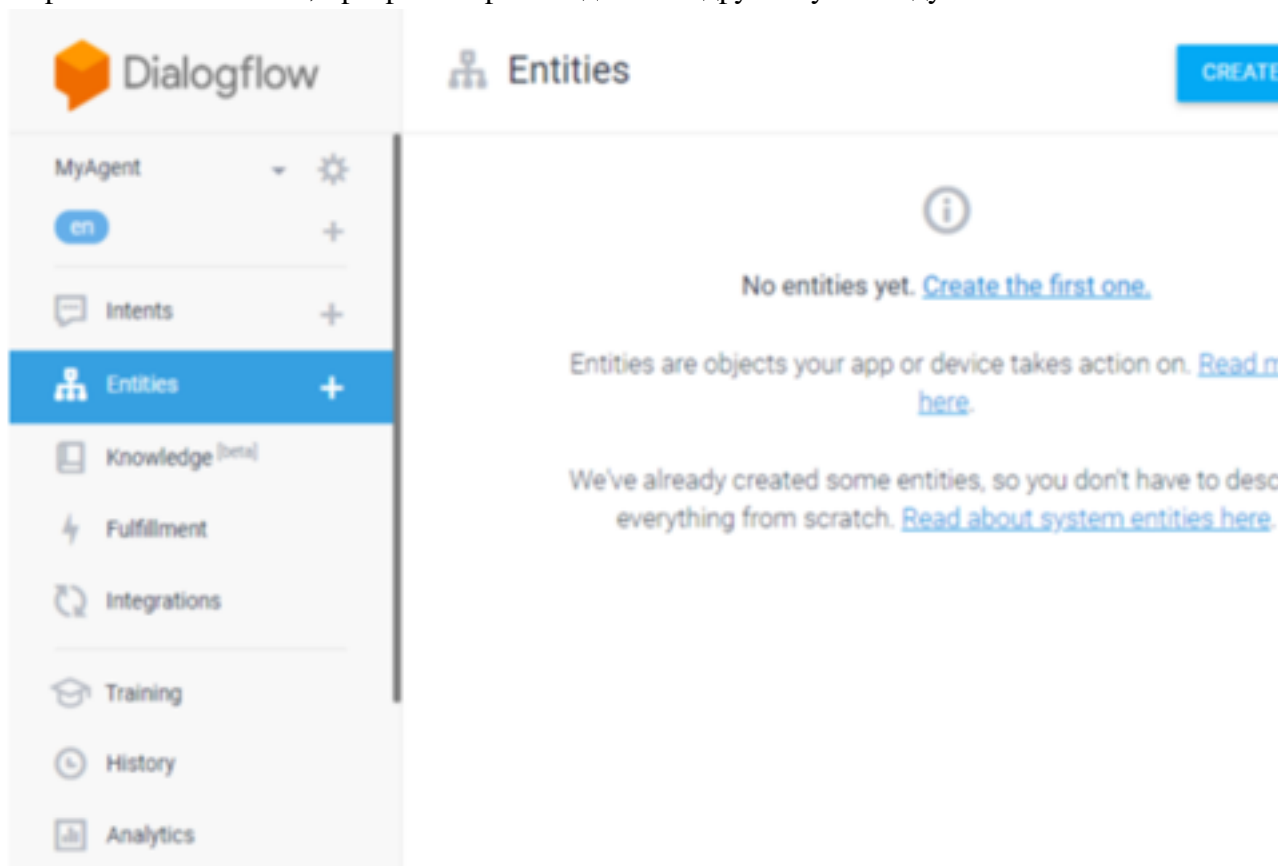 Dialogflow
Entities
CREATE
MyAgent
en
Intents
Entities
Knowledge [beta]
Fulfillment
Integrations
Training
History
Analytics
No entities yet. Create the first one.
Entities are objects your app or device takes action on. Read m
here.
We've already created some entities, so you don't have to desc
everything from scratch. Read about system entities here.